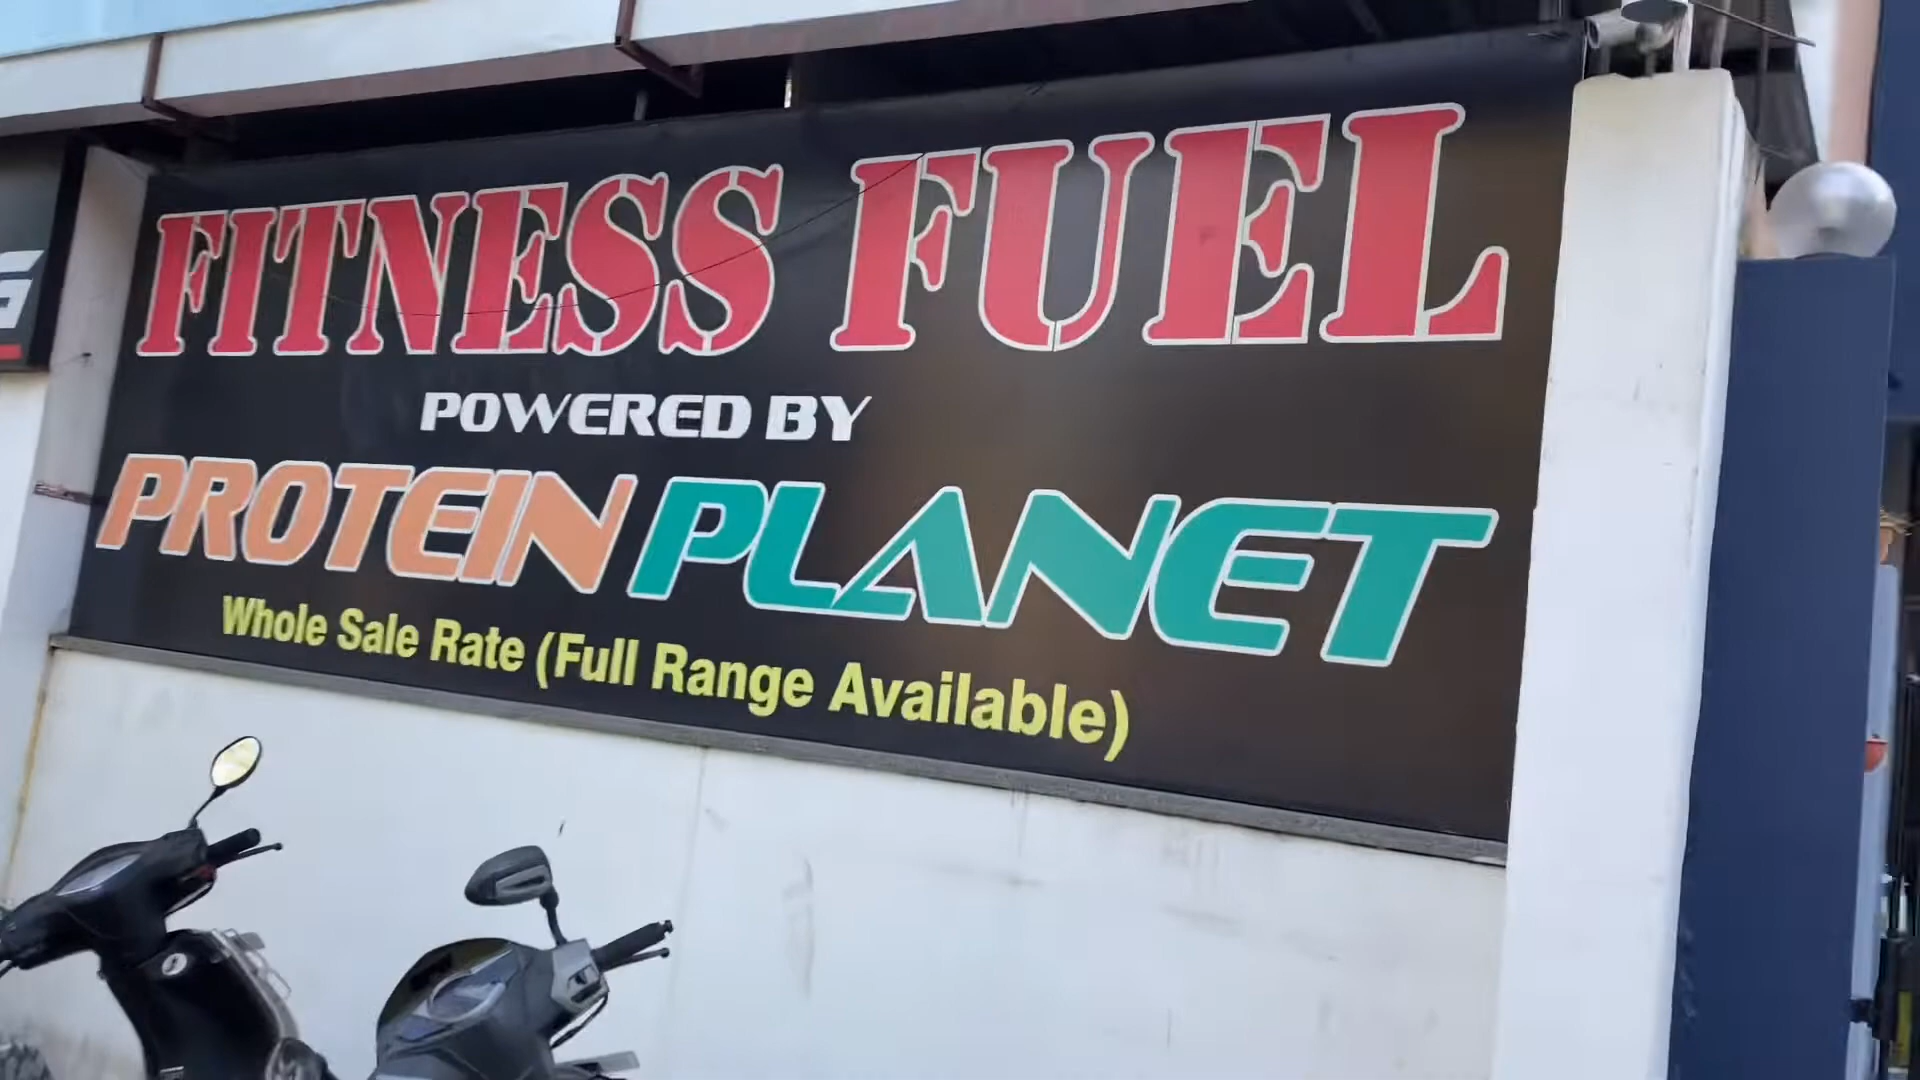 FITNESS FUEL
POWERED BY
PROTEIN PLANET
Whole Sale Rate (Full Range Available)